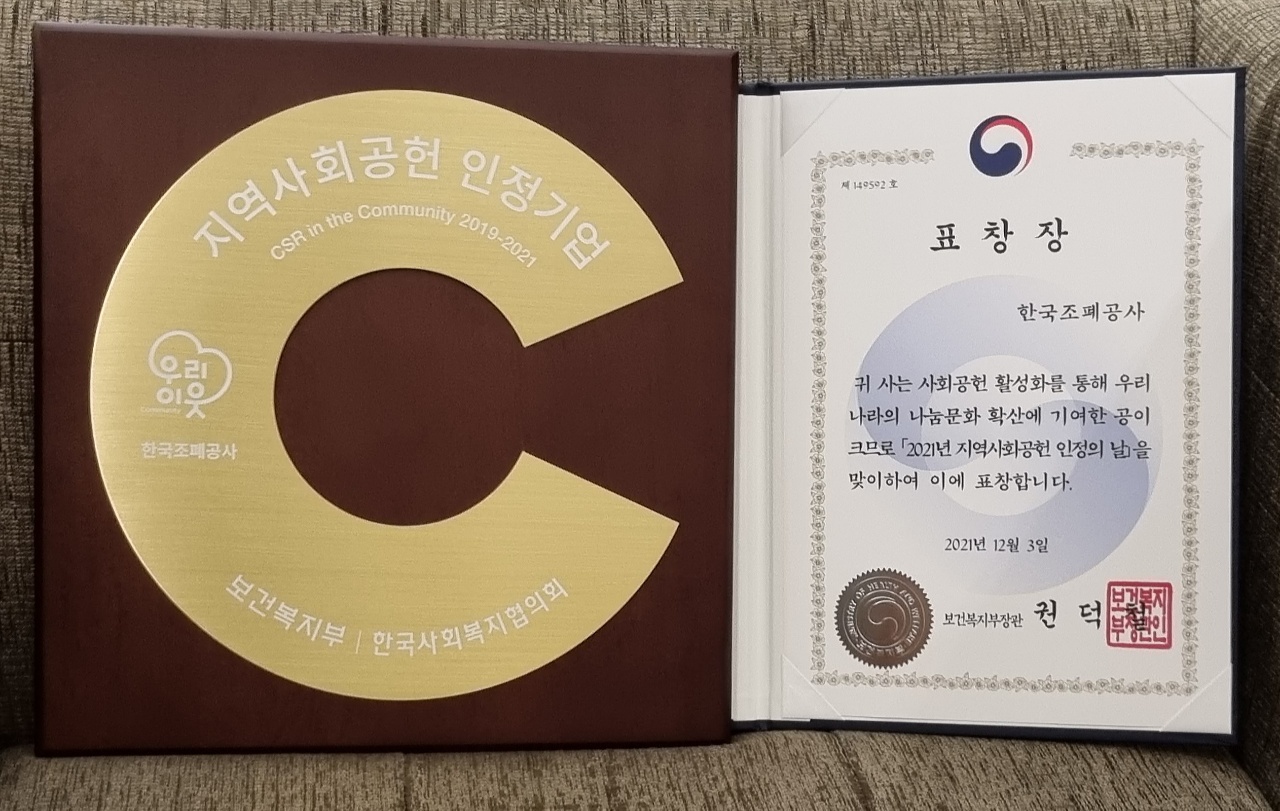 지역사회공헌 인정기업
CSR in the Community 2019-2021
우리
이웃
Community
한국조폐공사
보건복지부 | 한국사회복지협의회
제 149592 호
표 창 장
한국조폐공사
귀 사는 사회공헌 활성화를 통해 우리
나라의 나눔문화 확산에 기여한 공이
크므로 「2021년 지역사회공헌 인정의 날」을
맞이하여 이에 표창합니다.
2021년 12월 3일
보건복지부장관 권 덕 철
보건복지
부장관인
MINISTRY OF HEALTH AND WELFARE